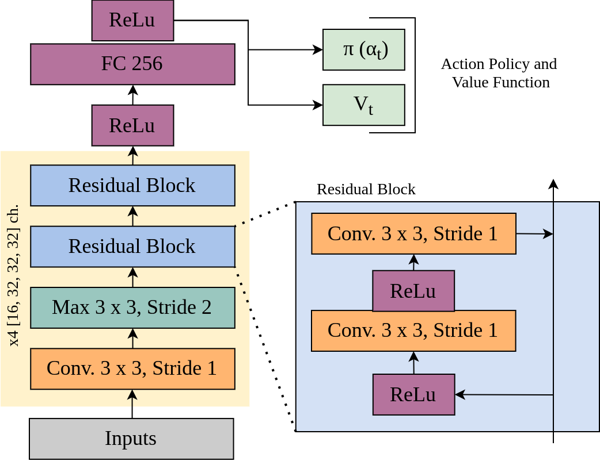 ReLu
FC 256
ReLu
Residual Block
Residual Block
Max 3 x 3, Stride 2
Conv. 3 x 3, Stride 1
Inputs
x4 [16, 32, 32, 32] ch.
π (α_t)
V_t
Action Policy and
Value Function
Residual Block
Conv. 3 x 3, Stride 1
ReLu
Conv. 3 x 3, Stride 1
ReLu